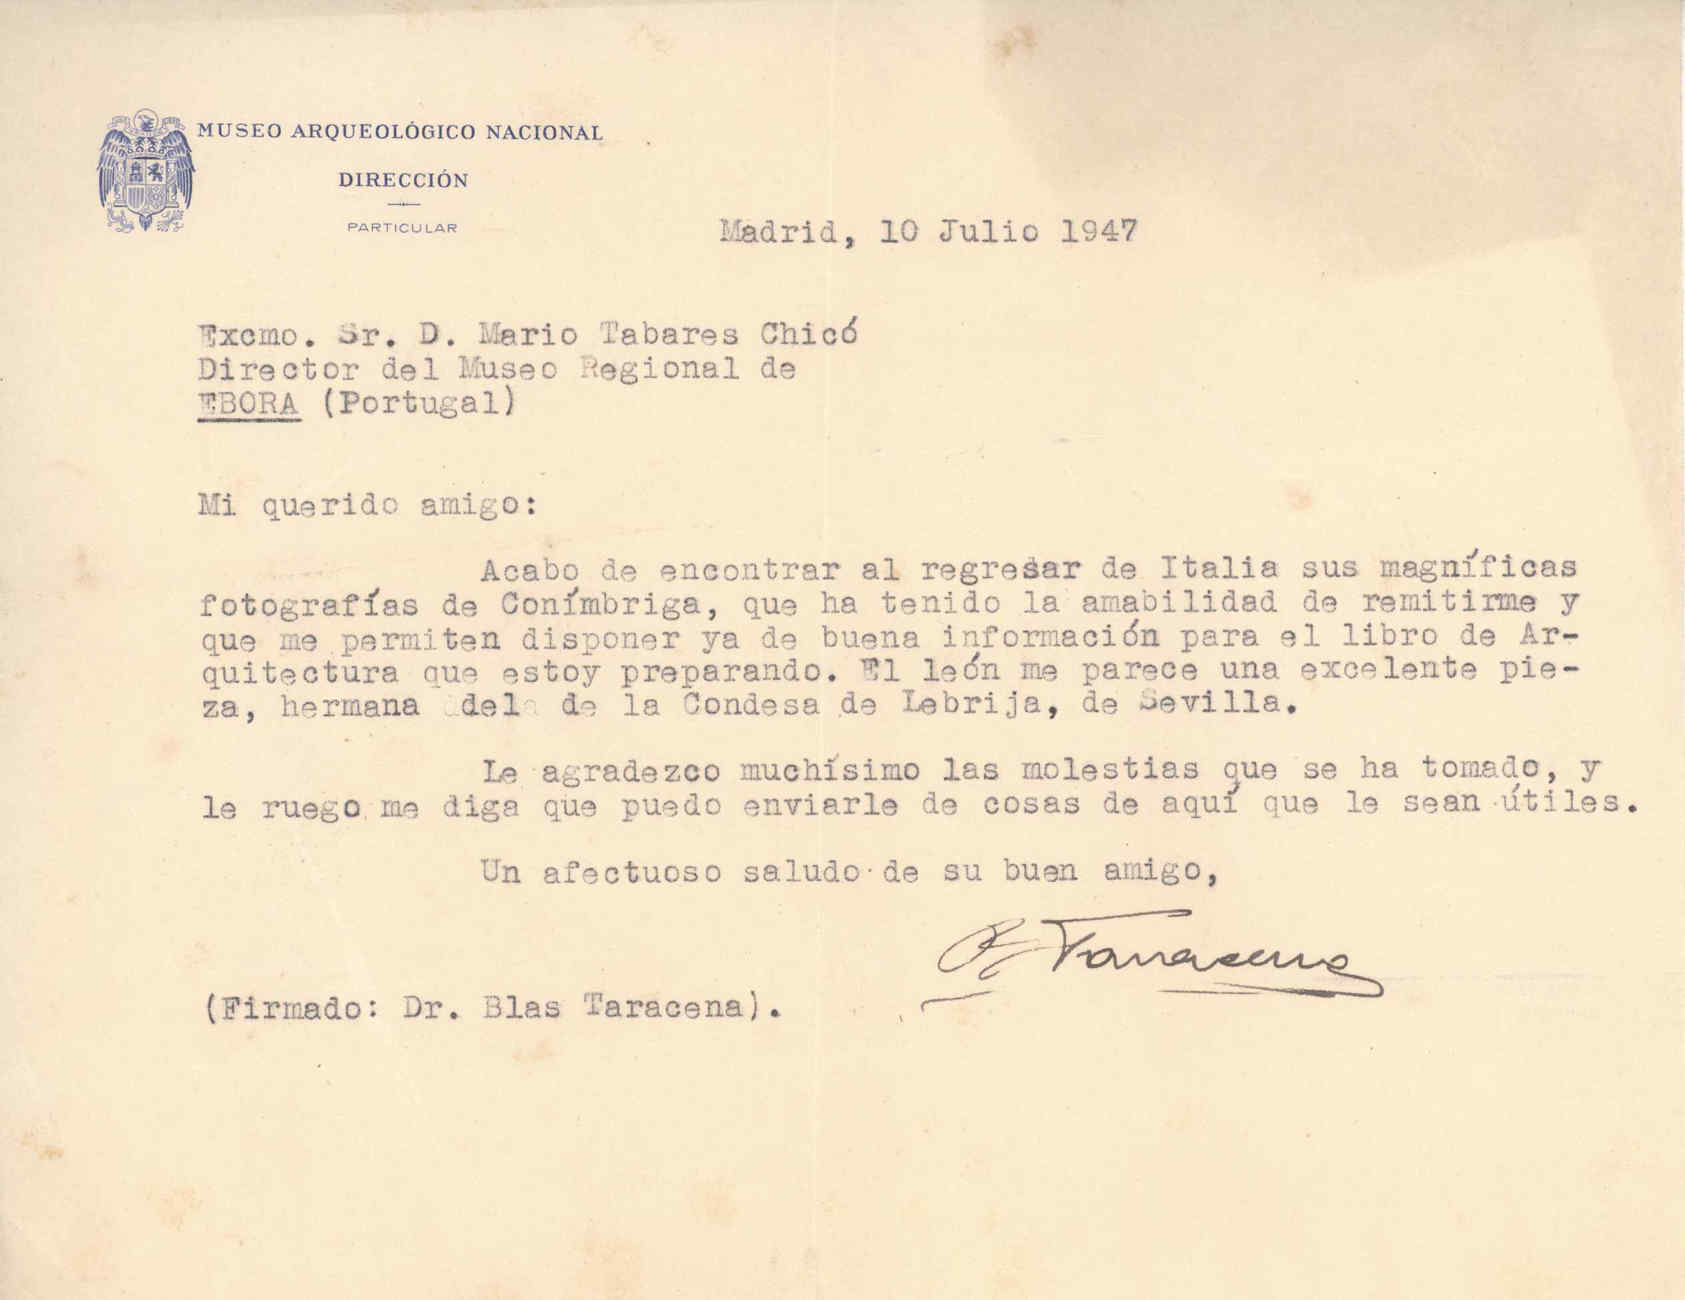 MUSEO ARQUEOLÓGICO NACIONAL
DIRECCIÓN
PARTICULAR
Madrid, 10 Julio 1947
Excmo. Sr. D. Mario Tabares Chicó
Director del Museo Regional de
EBORA (Portugal)
Mi querido amigo:
Acabo de encontrar al regresar de Italia sus magníficas
fotografías de Conímbriga, que ha tenido la amabilidad de remitirme y
que me permiten disponer ya de buena información para el libro de Ar-
quitectura que estoy preparando. El león me parece una excelente pie-
za, hermana del de la Condesa de Lebrija, de Sevilla.
Le agradezco muchísimo las molestias que se ha tomado, y
le ruego me diga que puedo enviarle de cosas de aquí que le sean útiles.
Un afectuoso saludo de su buen amigo,
B. Taracena
(Firmado: Dr. Blas Taracena).